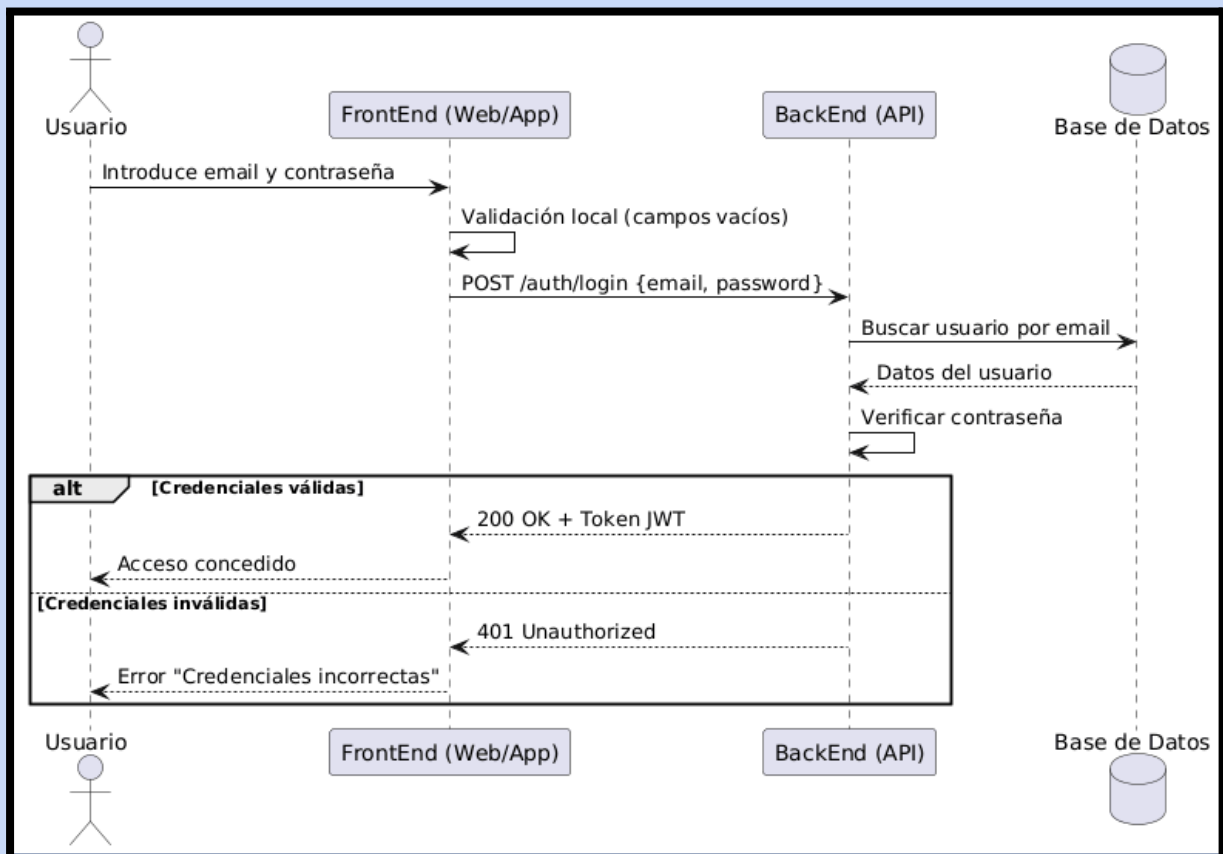 Usuario
FrontEnd (Web/App)
BackEnd (API)
Base de Datos
Introduce email y contraseña
Validación local (campos vacíos)
POST /auth/login {email, password}
Buscar usuario por email
Datos del usuario
Verificar contraseña
alt
[Credenciales válidas]
200 OK + Token JWT
Acceso concedido
[Credenciales inválidas]
401 Unauthorized
Error "Credenciales incorrectas"
Usuario
FrontEnd (Web/App)
BackEnd (API)
Base de Datos